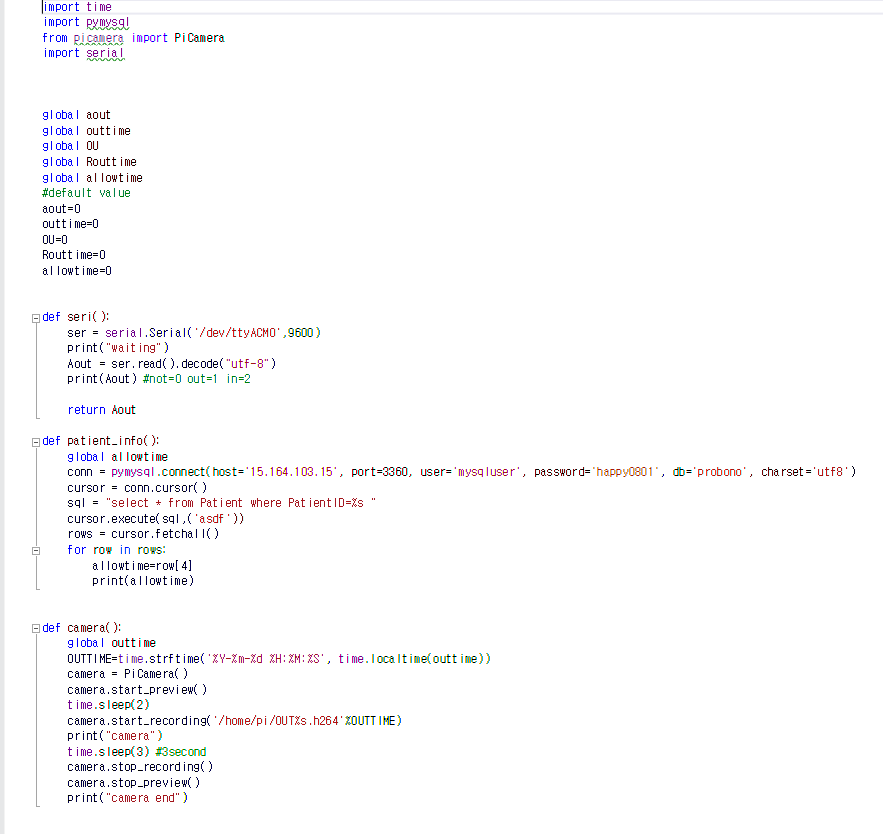 import time
import pymysql
from picamera import PiCamera
import serial
global aout
global outtime
global OU
global Routtime
global allowtime
#default value
aout=0
outtime=0
OU=0
Routtime=0
allowtime=0
def seri():
ser = serial.Serial('/dev/ttyACM0',9600)
print("waiting")
Aout = ser.read().decode("utf-8")
print(Aout) #not=0 out=1 in=2
return Aout
def patient_info():
global allowtime
conn = pymysql.connect(host='15.164.103.15', port=3360, user='mysqluser', password='happy0801', db='probono', charset='utf8')
cursor = conn.cursor()
sql = "select * from Patient where PatientID=%s "
cursor.execute(sql,('asdf'))
rows = cursor.fetchall()
for row in rows:
allowtime=row[4]
print(allowtime)
def camera():
global outtime
OUTTIME=time.strftime('%Y-%m-%d %H:%M:%S', time.localtime(outtime))
camera = PiCamera()
camera.start_preview()
time.sleep(2)
camera.start_recording('/home/pi/OUT%s.h264'%OUTTIME)
print("camera")
time.sleep(3) #3second
camera.stop_recording()
camera.stop_preview()
print("camera end")